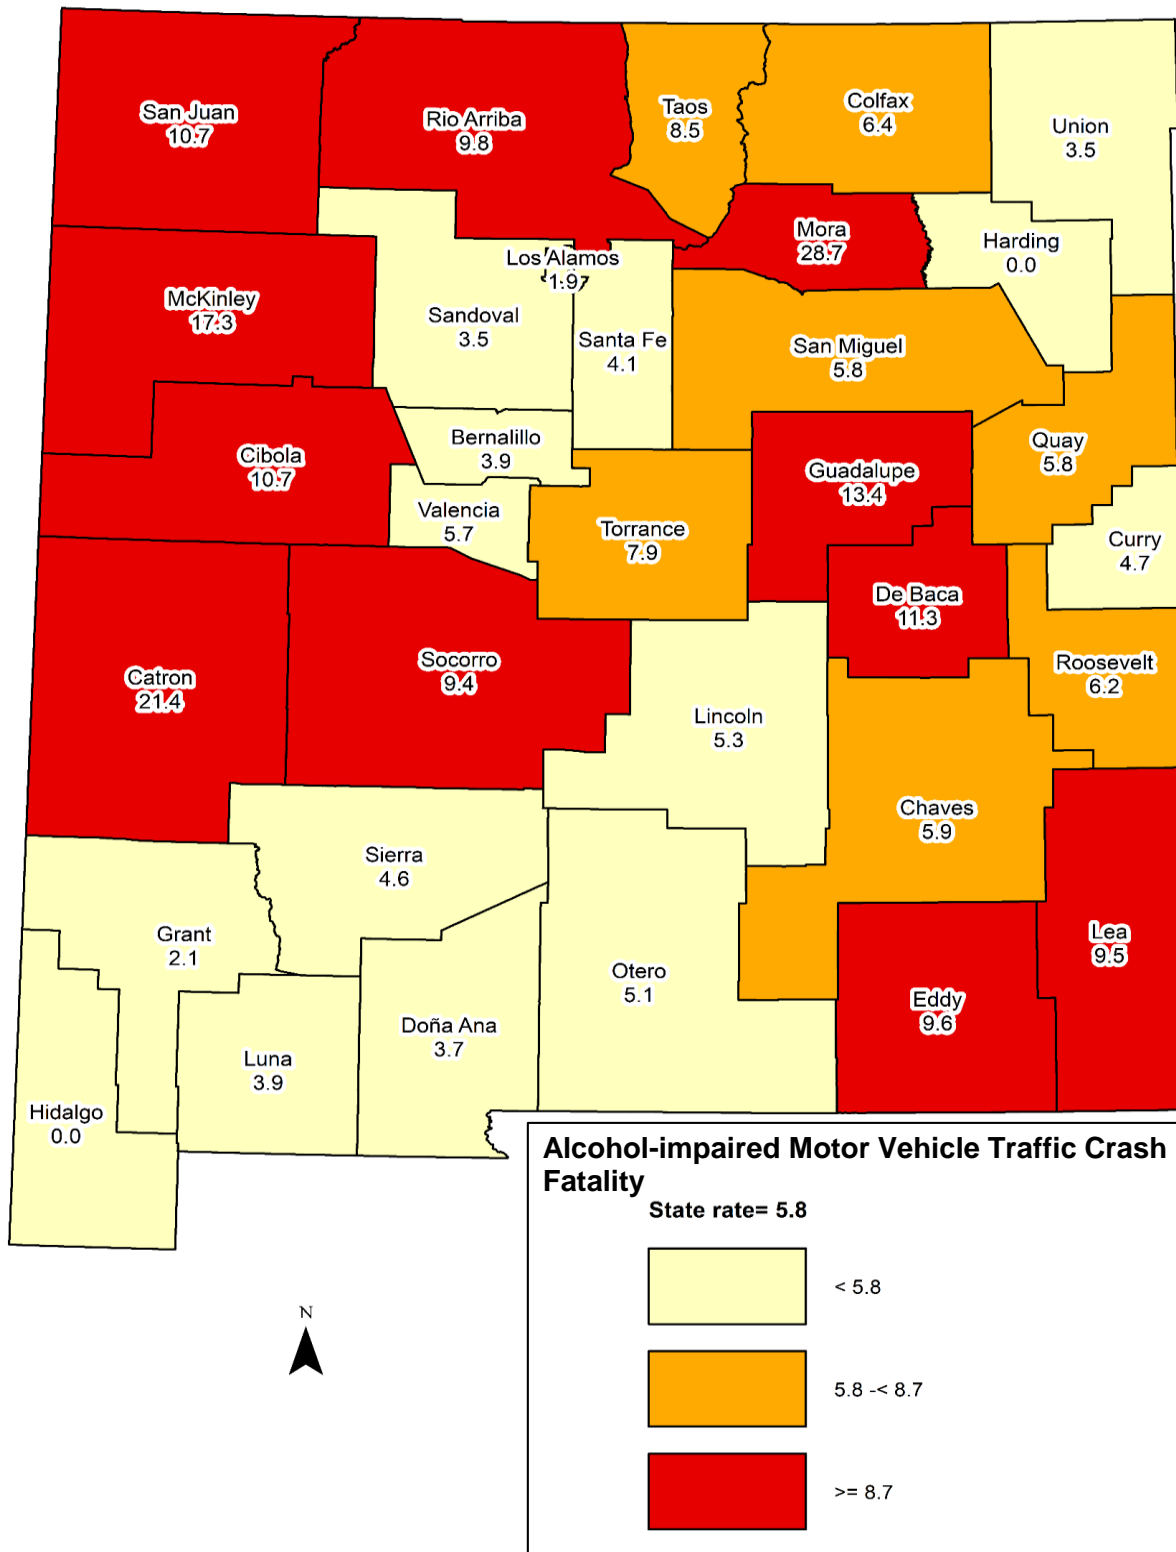 San Juan
10.7
Rio Arriba
9.8
Taos
8.5
Colfax
6.4
Union
3.5
Mora
28.7
Harding
0.0
Los Alamos
1.9
McKinley
17.3
Sandoval
3.5
Santa Fe
4.1
San Miguel
5.8
Cibola
10.7
Bernalillo
3.9
Guadalupe
13.4
Quay
5.8
Valencia
5.7
Torrance
7.9
Curry
4.7
De Baca
11.3
Catron
21.4
Socorro
9.4
Roosevelt
6.2
Lincoln
5.3
Chaves
5.9
Sierra
4.6
Grant
2.1
Otero
5.1
Lea
9.5
Eddy
9.6
Doña Ana
3.7
Luna
3.9
Hidalgo
0.0
Alcohol-impaired Motor Vehicle Traffic Crash
Fatality
State rate= 5.8
< 5.8
5.8 -< 8.7
>= 8.7
N